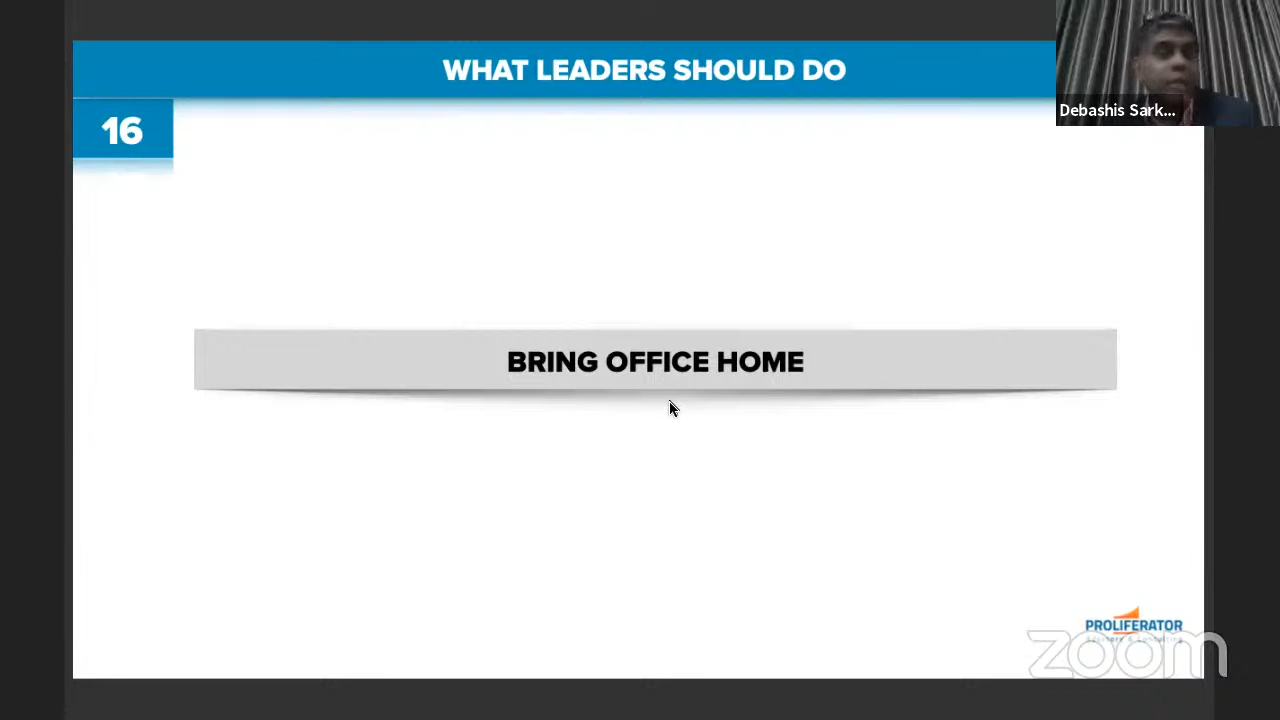 WHAT LEADERS SHOULD DO
Debashis Sark...
16
BRING OFFICE HOME
PROLIFERATOR
zoom